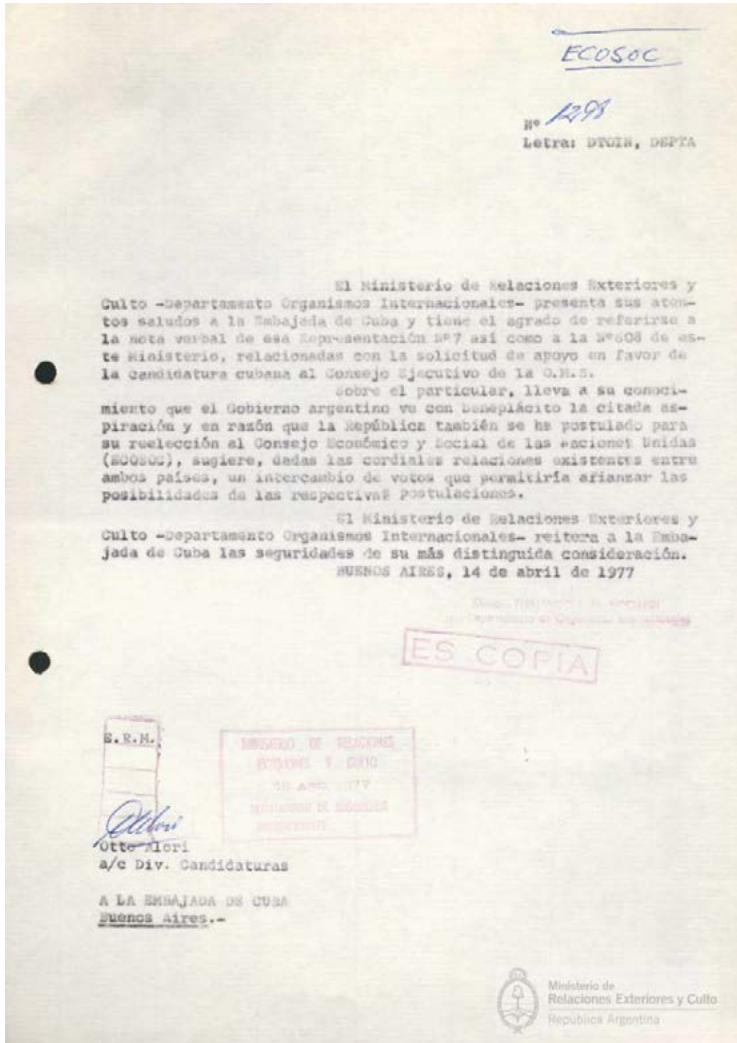 ECOSOC
Nº 1298
Letra: DTOIN, DEPTA
El Ministerio de Relaciones Exteriores y
Culto -Departamento Organismos Internacionales- presenta sus aten-
tos saludos a la Embajada de Cuba y tiene el agrado de referirse a
la nota verbal de esa Representación Nº7 así como a la Nº608 de es-
te Ministerio, relacionadas con la solicitud de apoyo en favor de
la candidatura cubana al Consejo Ejecutivo de la O.M.S.
Sobre el particular, lleva a su conoci-
miento que el Gobierno argentino ve con beneplácito la citada as-
piración y en razón que la República también se ha postulado para
su reelección al Consejo Económico y Social de las Naciones Unidas
(ECOSOC), sugiere, dadas las cordiales relaciones existentes entre
ambos países, un intercambio de votos que permitiría afianzar las
posibilidades de las respectivas postulaciones.
El Ministerio de Relaciones Exteriores y
Culto -Departamento Organismos Internacionales- reitera a la Emba-
jada de Cuba las seguridades de su más distinguida consideración.
BUENOS AIRES, 14 de abril de 1977
ES COPIA
E.R.M.
MINISTERIO DE RELACIONES
EXTERIORES Y CULTO
ABR 1977
Otto Alori
a/c Div. Candidaturas
A LA EMBAJADA DE CUBA
Buenos Aires.-
Ministerio de
Relaciones Exteriores y Culto
República Argentina